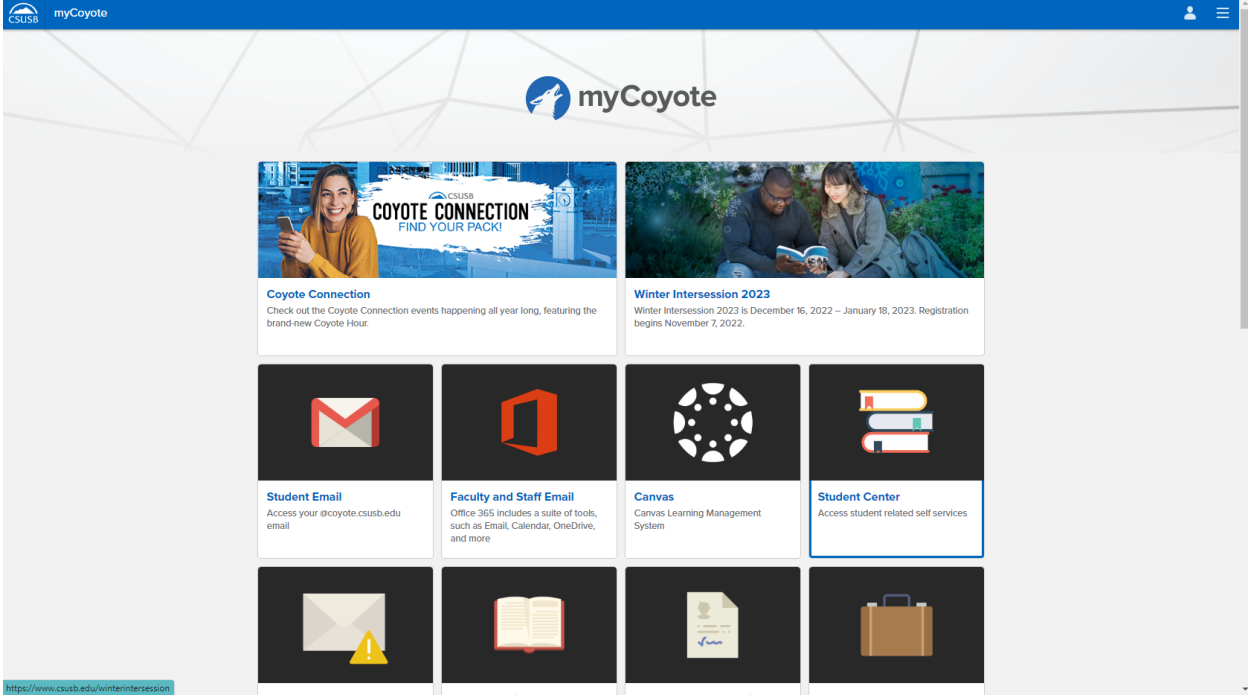 CSUSB
myCoyote
myCoyote
CSUSB
COYOTE CONNECTION
FIND YOUR PACK!
Coyote Connection
Check out the Coyote Connection events happening all year long, featuring the
brand-new Coyote Hour.
Winter Intersession 2023
Winter Intersession 2023 is December 16, 2022 – January 18, 2023. Registration
begins November 7, 2022.
Student Email
Access your @coyote.csusb.edu
email
Faculty and Staff Email
Office 365 includes a suite of tools,
such as Email, Calendar, OneDrive,
and more
Canvas
Canvas Learning Management
System
Student Center
Access student related self services
https://www.csusb.edu/winterintersession